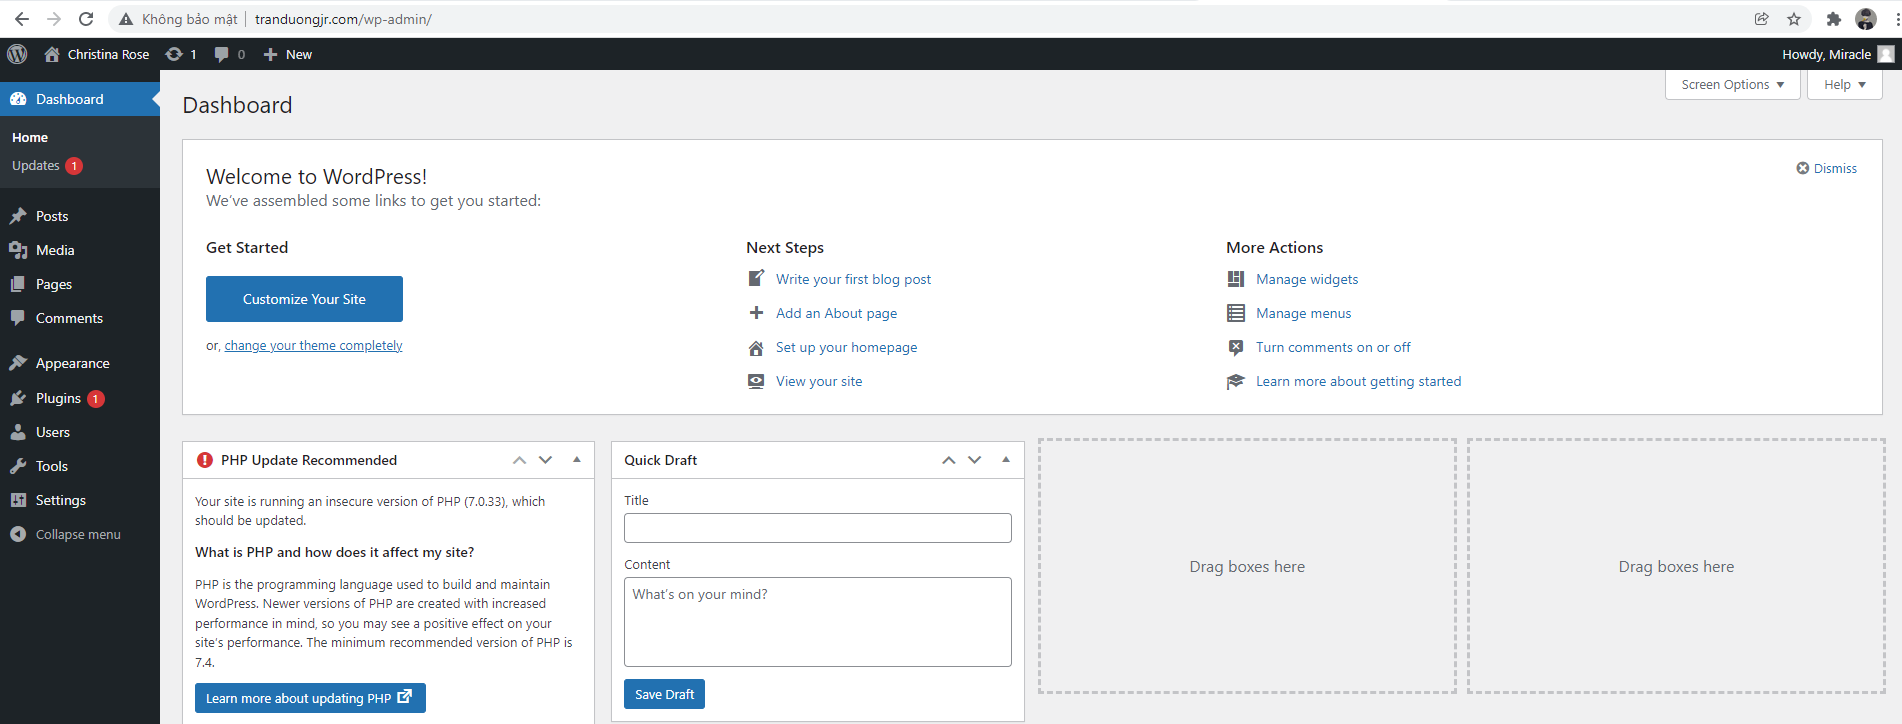 Không bảo mật | tranduongjr.com/wp-admin/
Christina Rose 1 0 New Howdy, Miracle
Dashboard
Home
Updates 1
Posts
Media
Pages
Comments
Appearance
Plugins 1
Users
Tools
Settings
Collapse menu
Screen Options Help
Dashboard
Welcome to WordPress!
We've assembled some links to get you started:
Dismiss
Get Started
Customize Your Site
or, change your theme completely
Next Steps
Write your first blog post
Add an About page
Set up your homepage
View your site
More Actions
Manage widgets
Manage menus
Turn comments on or off
Learn more about getting started
PHP Update Recommended
Your site is running an insecure version of PHP (7.0.33), which
should be updated.
What is PHP and how does it affect my site?
PHP is the programming language used to build and maintain
WordPress. Newer versions of PHP are created with increased
performance in mind, so you may see a positive effect on your
site's performance. The minimum recommended version of PHP is
7.4.
Learn more about updating PHP
Quick Draft
Title
Content
What's on your mind?
Save Draft
Drag boxes here
Drag boxes here